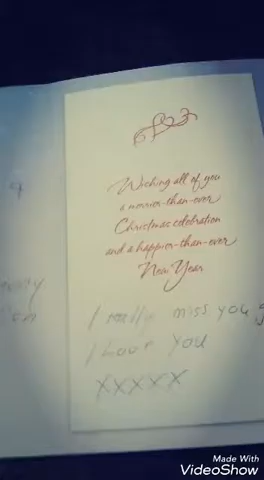 Wishing all of you
a merrier-than-ever
Christmas celebration
and a happier-than-ever
New Year
I really miss you
I
you
XXXXX
Made With
VideoShow